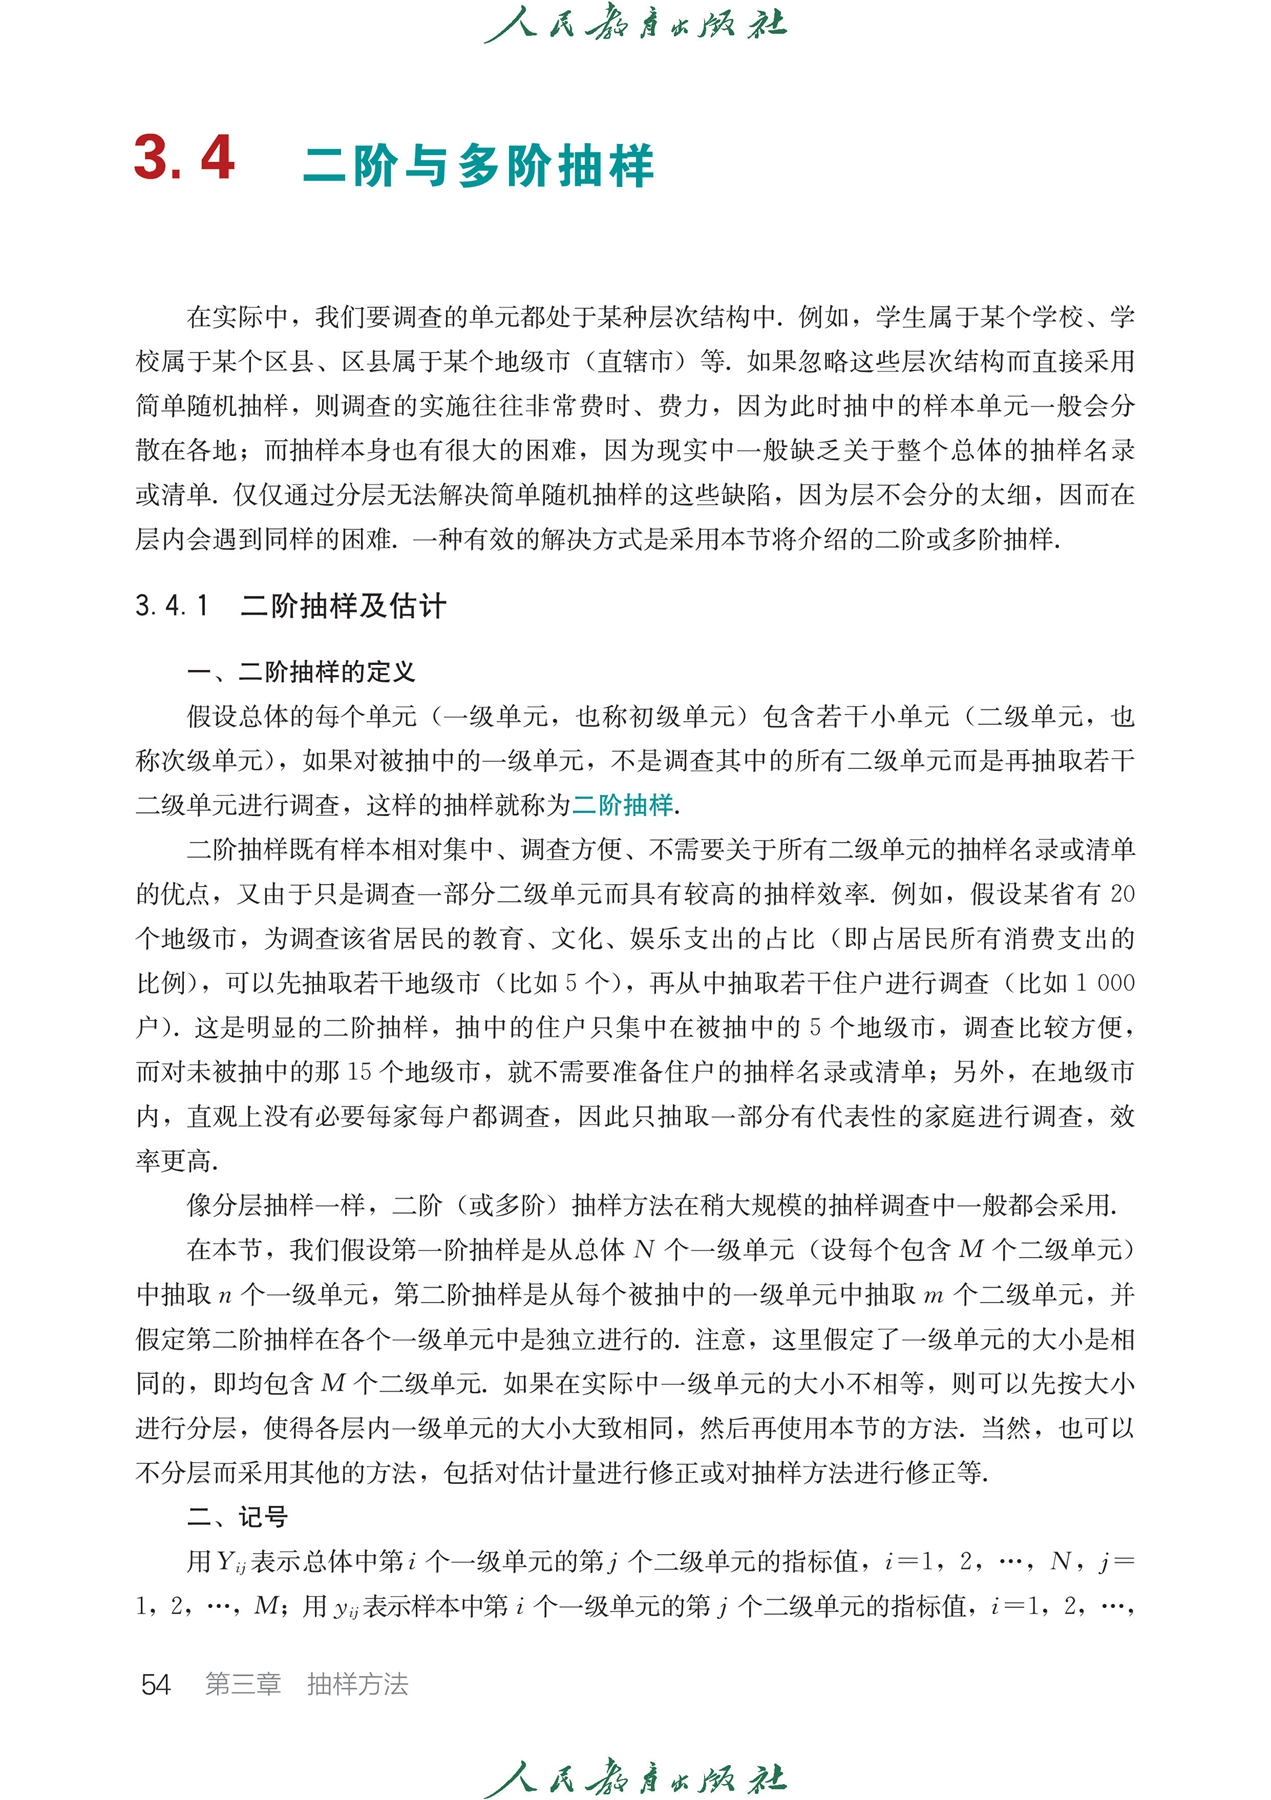 人民教育出版社
3.4 二阶与多阶抽样
在实际中，我们要调查的单元都处于某种层次结构中. 例如，学生属于某个学校、学
校属于某个区县、区县属于某个地级市（直辖市）等. 如果忽略这些层次结构而直接采用
简单随机抽样，则调查的实施往往非常费时、费力，因为此时抽中的样本单元一般会分
散在各地；而抽样本身也有很大的困难，因为现实中一般缺乏关于整个总体的抽样名录
或清单. 仅仅通过分层无法解决简单随机抽样的这些缺陷，因为层不会分的太细，因而在
层内会遇到同样的困难. 一种有效的解决方式是采用本节将介绍的二阶或多阶抽样.
3.4.1 二阶抽样及估计
一、二阶抽样的定义
假设总体的每个单元（一级单元，也称初级单元）包含若干小单元（二级单元，也
称次级单元），如果对被抽中的一级单元，不是调查其中的所有二级单元而是再抽取若干
二级单元进行调查，这样的抽样就称为二阶抽样.
二阶抽样既有样本相对集中、调查方便、不需要关于所有二级单元的抽样名录或清单
的优点，又由于只是调查一部分二级单元而具有较高的抽样效率. 例如，假设某省有 20
个地级市，为调查该省居民的教育、文化、娱乐支出的占比（即占居民所有消费支出的
比例），可以先抽取若干地级市（比如 5 个），再从中抽取若干住户进行调查（比如 1 000
户）. 这是明显的二阶抽样，抽中的住户只集中在被抽中的 5 个地级市，调查比较方便，
而对未被抽中的那 15 个地级市，就不需要准备住户的抽样名录或清单；另外，在地级市
内，直观上没有必要每家每户都调查，因此只抽取一部分有代表性的家庭进行调查，效
率更高.
像分层抽样一样，二阶（或多阶）抽样方法在稍大规模的抽样调查中一般都会采用.
在本节，我们假设第一阶抽样是从总体 N 个一级单元（设每个包含 M 个二级单元）
中抽取 n 个一级单元，第二阶抽样是从每个被抽中的一级单元中抽取 m 个二级单元，并
假定第二阶抽样在各个一级单元中是独立进行的. 注意，这里假定了一级单元的大小是相
同的，即均包含 M 个二级单元. 如果在实际中一级单元的大小不相等，则可以先按大小
进行分层，使得各层内一级单元的大小大致相同，然后再使用本节的方法. 当然，也可以
不分层而采用其他的方法，包括对估计量进行修正或对抽样方法进行修正等.
二、记号
用 Y_{ij} 表示总体中第 i 个一级单元的第 j 个二级单元的指标值，i=1，2，…，N，j=
1，2，…，M；用 y_{ij} 表示样本中第 i 个一级单元的第 j 个二级单元的指标值，i=1，2，…，
54 第三章 抽样方法
人民教育出版社